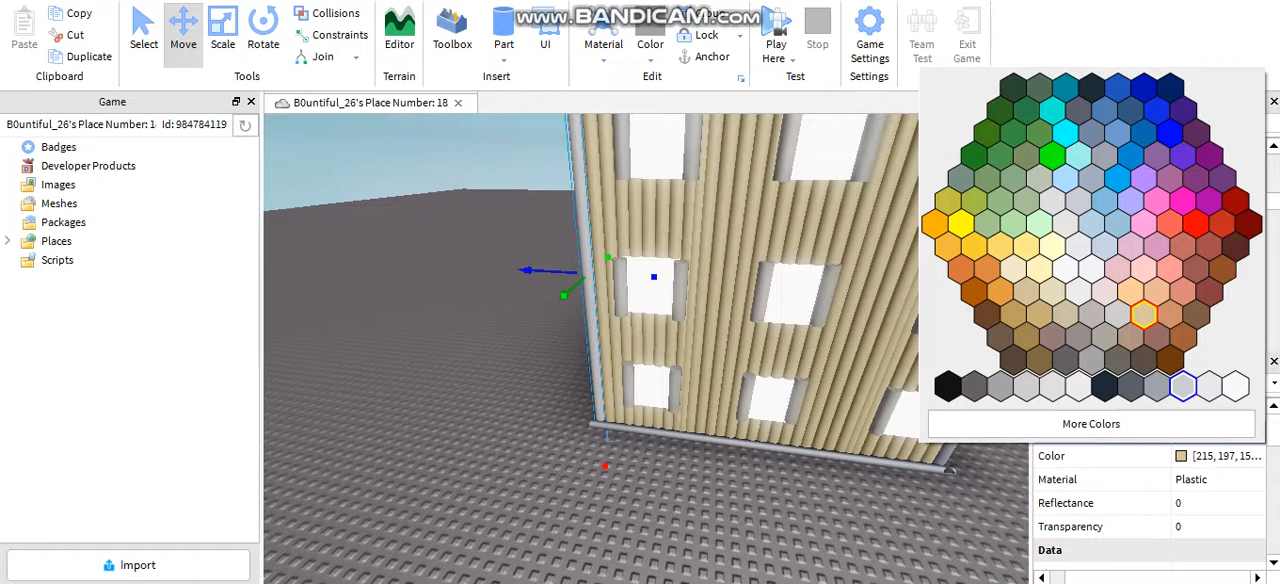 www.BANDICAM.com
Paste
Copy
Cut
Duplicate
Clipboard
Select
Move
Scale
Rotate
Collisions
Constraints
Join
Tools
Editor
Terrain
Toolbox
Part
UI
Insert
Material
Color
Lock
Anchor
Edit
Play
Here
Stop
Test
Game
Settings
Settings
Team
Test
Exit
Game
Game
B0untiful_26's Place Number: 18
B0untiful_26's Place Number: 1
Id: 984784119
Badges
Developer Products
Images
Meshes
Packages
Places
Scripts
Import
More Colors
Color
[215, 197, 15...
Material
Plastic
Reflectance
0
Transparency
0
Data